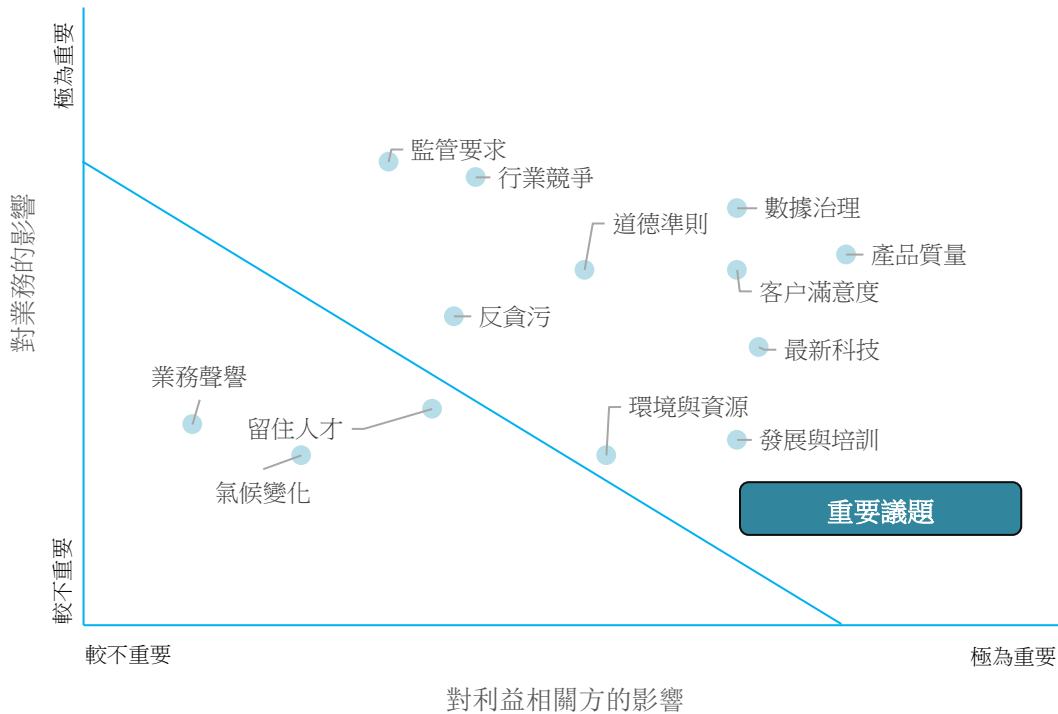 極為重要
監管要求
行業競爭
數據治理
道德準則
產品質量
對業務的影響
客户滿意度
反貪污
最新科技
業務聲譽
留住人才
環境與資源
發展與培訓
氣候變化
重要議題
較不重要
較不重要
極為重要
對利益相關方的影響